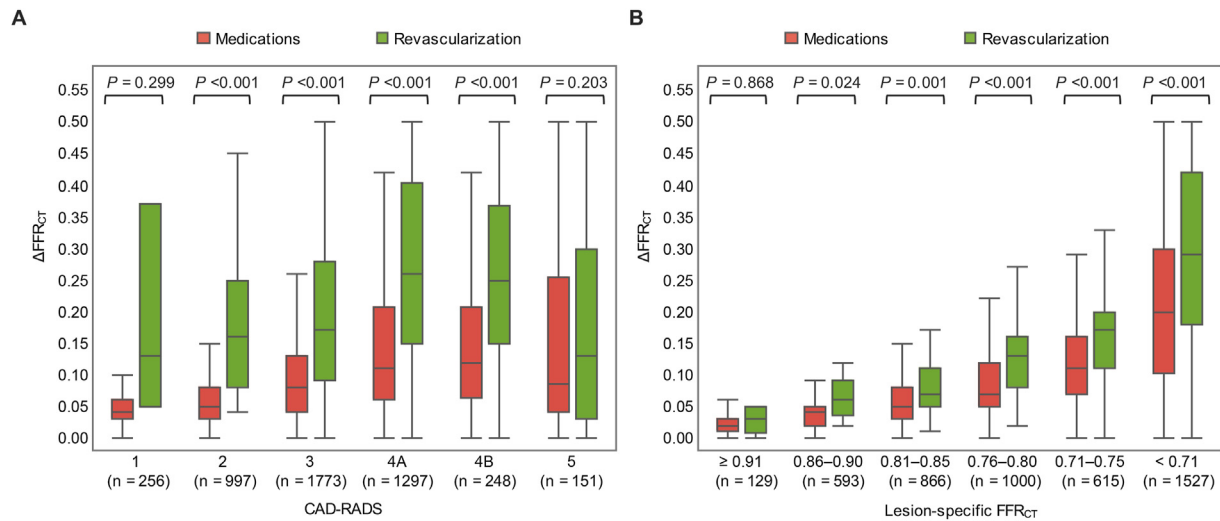 A
Medications Revascularization
P = 0.299 P <0.001 P <0.001 P <0.001 P <0.001 P = 0.203
0.55
0.50
0.45
0.40
0.35
0.30
0.25
0.20
0.15
0.10
0.05
0.00
ΔFFRCT
1 2 3 4A 4B 5
(n = 256) (n = 997) (n = 1773) (n = 1297) (n = 248) (n = 151)
CAD-RADS
B
Medications Revascularization
P = 0.868 P = 0.024 P = 0.001 P <0.001 P <0.001 P <0.001
0.55
0.50
0.45
0.40
0.35
0.30
0.25
0.20
0.15
0.10
0.05
0.00
ΔFFRCT
≥ 0.91 0.86–0.90 0.81–0.85 0.76–0.80 0.71–0.75 < 0.71
(n = 129) (n = 593) (n = 866) (n = 1000) (n = 615) (n = 1527)
Lesion-specific FFRCT